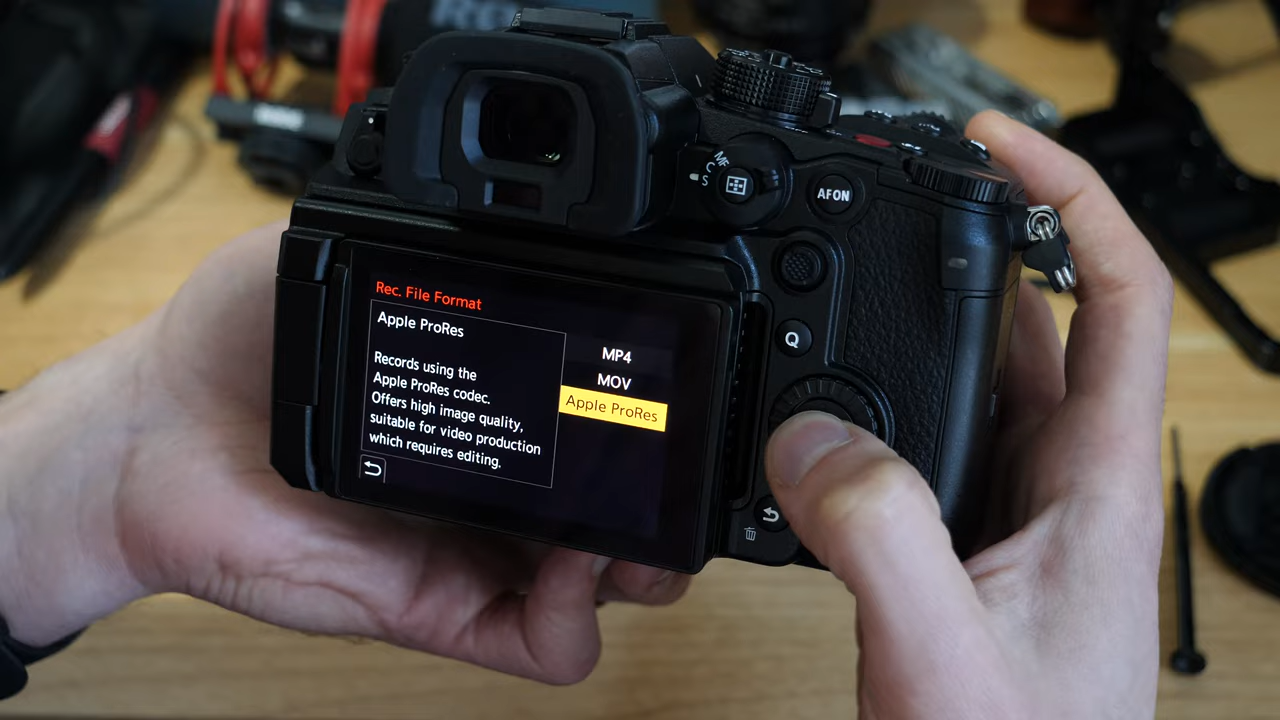 MF
C
S
AFON
Rec. File Format
Apple ProRes
Records using the
Apple ProRes codec.
Offers high image quality,
suitable for video production
which requires editing.
MP4
MOV
Apple ProRes
Q